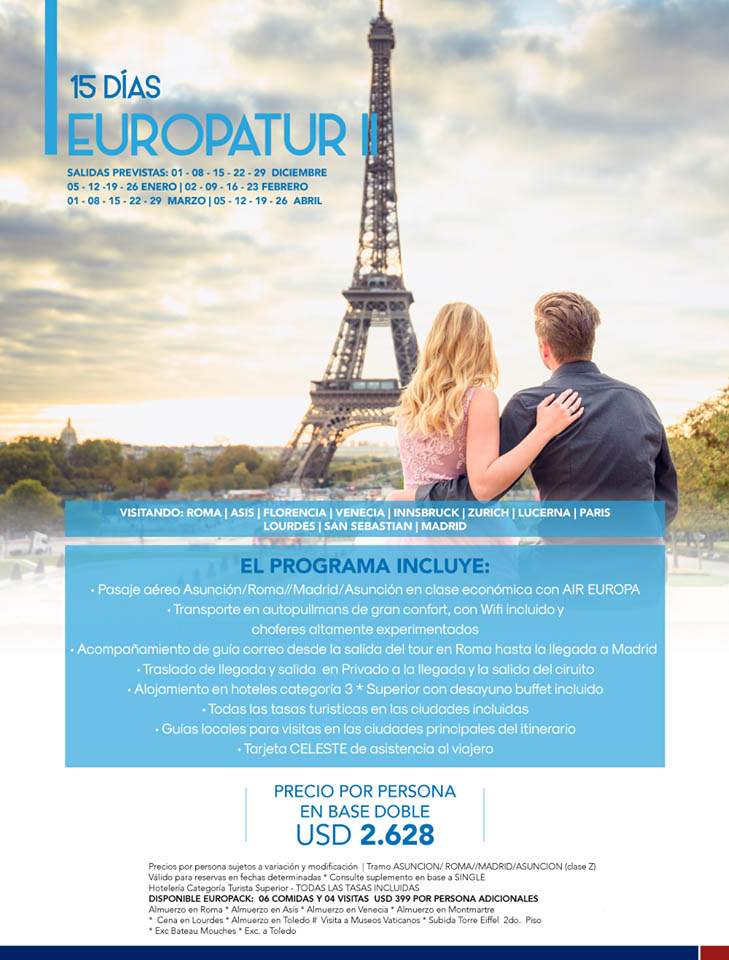 15 DÍAS
EUROPATUR II
SALIDAS PREVISTAS: 01 - 08 - 15 - 22 - 29 DICIEMBRE
05 - 12 -19 - 26 ENERO | 02 - 09 - 16 - 23 FEBRERO
01 - 08 - 15 - 22 - 29 MARZO | 05 - 12 - 19 - 26 ABRIL
VISITANDO: ROMA | ASIS | FLORENCIA | VENECIA | INNSBRUCK | ZURICH | LUCERNA | PARIS
LOURDES | SAN SEBASTIAN | MADRID
EL PROGRAMA INCLUYE:
• Pasaje aéreo Asunción/Roma//Madrid/Asunción en clase económica con AIR EUROPA
• Transporte en autopullmans de gran confort, con Wifi incluido y
choferes altamente experimentados
• Acompañamiento de guía correo desde la salida del tour en Roma hasta la llegada a Madrid
• Traslado de llegada y salida en Privado a la llegada y la salida del ciruito
• Alojamiento en hoteles categoría 3 * Superior con desayuno buffet incluido
• Todas las tasas turisticas en las ciudades incluidas
• Guías locales para visitas en las ciudades principales del itinerario
• Tarjeta CELESTE de asistencia al viajero
PRECIO POR PERSONA
EN BASE DOBLE
USD 2.628
Precios por persona sujetos a variación y modificación | Tramo ASUNCION/ ROMA//MADRID/ASUNCION (clase Z)
Válido para reservas en fechas determinadas * Consulte suplemento en base a SINGLE
Hotelería Categoría Turista Superior - TODAS LAS TASAS INCLUIDAS
DISPONIBLE EUROPACK: 06 COMIDAS Y 04 VISITAS USD 399 POR PERSONA ADICIONALES
Almuerzo en Roma * Almuerzo en Asís * Almuerzo en Venecia * Almuerzo en Montmartre
* Cena en Lourdes * Almuerzo en Toledo # Visita a Museos Vaticanos * Subida Torre Eiffel 2do. Piso
* Exc Bateau Mouches * Exc. a Toledo